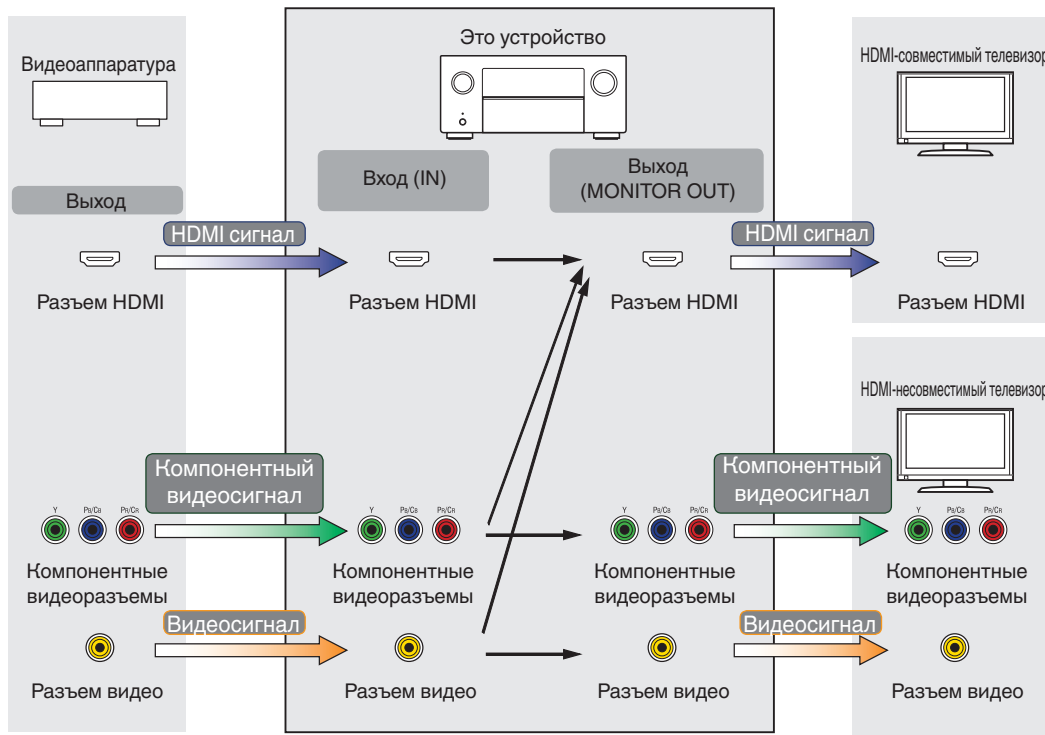 Это устройство
Видеоаппаратура
HDMI-совместимый телевизор
Вход (IN)
Выход
(MONITOR OUT)
Выход
HDMI сигнал
HDMI сигнал
Разъем HDMI
Разъем HDMI
Разъем HDMI
Разъем HDMI
HDMI-несовместимый телевизор
Компонентный
видеосигнал
Компонентный
видеосигнал
Y PB/CB PR/CR
Y PB/CB PR/CR
Y PB/CB PR/CR
Y PB/CB PR/CR
Компонентные
видеоразъемы
Компонентные
видеоразъемы
Компонентные
видеоразъемы
Компонентные
видеоразъемы
Видеосигнал
Видеосигнал
Разъем видео
Разъем видео
Разъем видео
Разъем видео